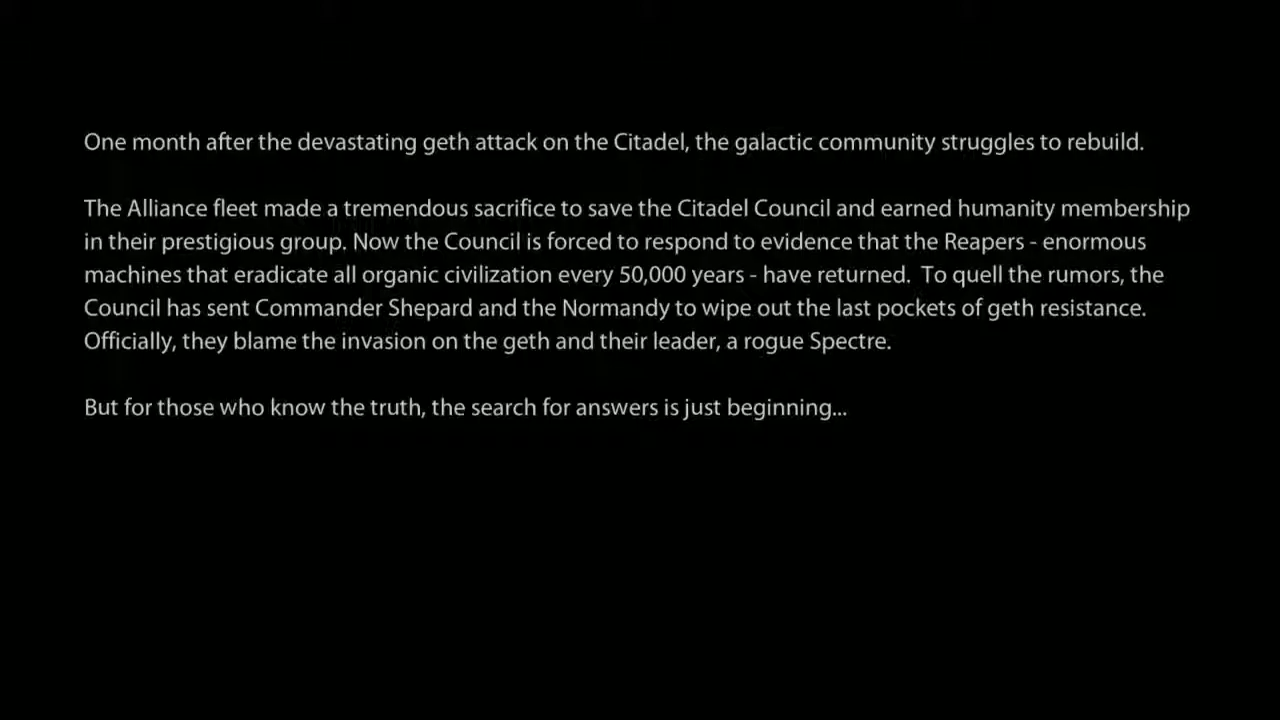 One month after the devastating geth attack on the Citadel, the galactic community struggles to rebuild.
The Alliance fleet made a tremendous sacrifice to save the Citadel Council and earned humanity membership
in their prestigious group. Now the Council is forced to respond to evidence that the Reapers - enormous
machines that eradicate all organic civilization every 50,000 years - have returned.  To quell the rumors, the
Council has sent Commander Shepard and the Normandy to wipe out the last pockets of geth resistance.
Officially, they blame the invasion on the geth and their leader, a rogue Spectre.
But for those who know the truth, the search for answers is just beginning...